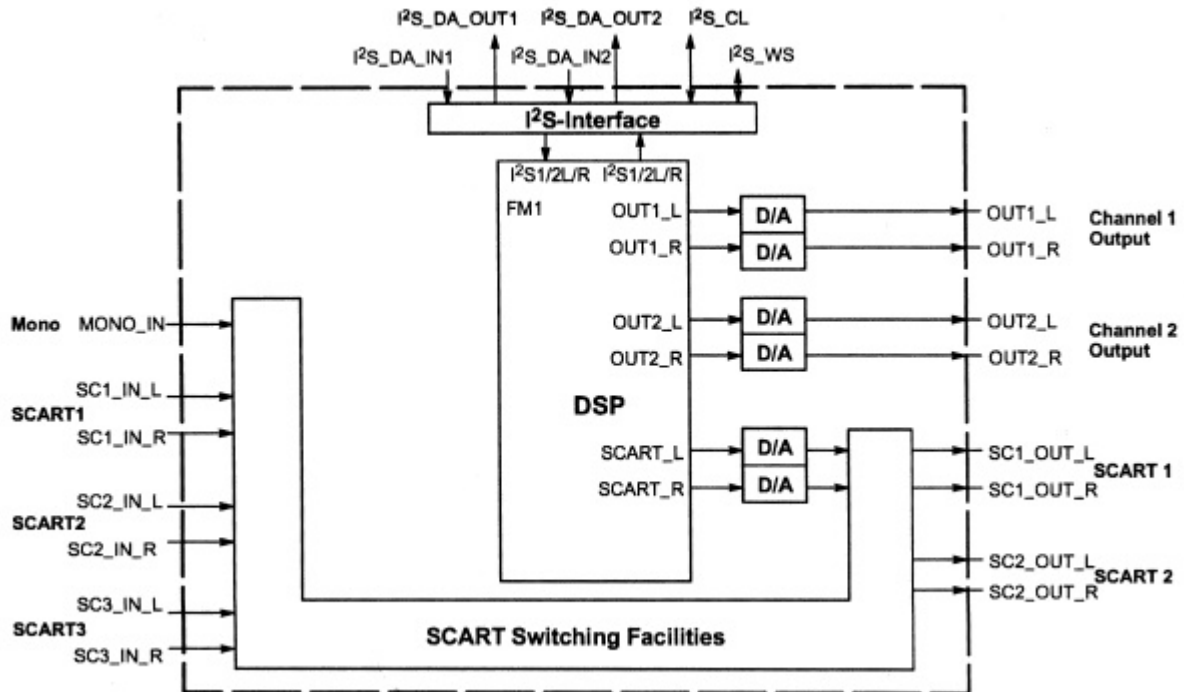 I²S_DA_OUT1 I²S_DA_OUT2 I²S_CL
I²S_DA_IN1 I²S_DA_IN2 I²S_WS
I²S-Interface
I²S1/2L/R I²S1/2L/R
FM1 OUT1_L D/A OUT1_L Channel 1
Output
OUT1_R D/A OUT1_R
Mono MONO_IN OUT2_L D/A OUT2_L Channel 2
Output
OUT2_R D/A OUT2_R
SC1_IN_L
SCART1
DSP
SC1_IN_R
SCART_L D/A SC1_OUT_L
SCART 1
SCART_R D/A SC1_OUT_R
SC2_IN_L
SCART2
SC2_IN_R
SC2_OUT_L
SCART 2
SC2_OUT_R
SC3_IN_L
SCART3
SC3_IN_R
SCART Switching Facilities